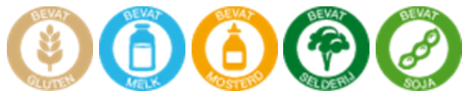 BEVAT GLUTEN
BEVAT MELK
BEVAT MOSTERD
BEVAT SELDERIJ
BEVAT SOJA